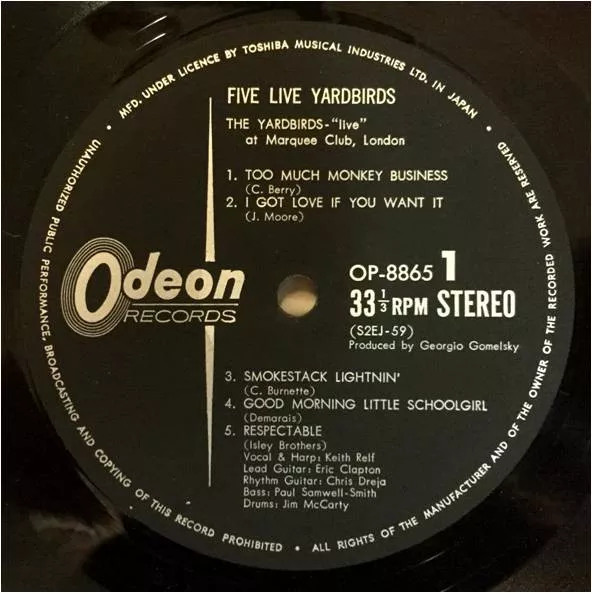 MFD. UNDER LICENCE BY TOSHIBA MUSICAL INDUSTRIES LTD. IN JAPAN
FIVE LIVE YARDBIRDS
THE YARDBIRDS-"live"
at Marquee Club, London
1. TOO MUCH MONKEY BUSINESS
(C. Berry)
2. I GOT LOVE IF YOU WANT IT
(J. Moore)
Odeon
RECORDS
OP-8865 1
33 1/3 RPM STEREO
(S2EJ-59)
Produced by Georgio Gomelsky
3. SMOKESTACK LIGHTNIN'
(C. Burnette)
4. GOOD MORNING LITTLE SCHOOLGIRL
(Demarais)
5. RESPECTABLE
(Isley Brothers)
Vocal & Harp: Keith Relf
Lead Guitar: Eric Clapton
Rhythm Guitar: Chris Dreja
Bass: Paul Samwell-Smith
Drums: Jim McCarty
UNAUTHORIZED PUBLIC PERFORMANCE, BROADCASTING AND COPYING OF THIS RECORD PROHIBITED • ALL RIGHTS OF THE MANUFACTURER AND OF THE OWNER OF THE RECORDED WORK ARE RESERVED